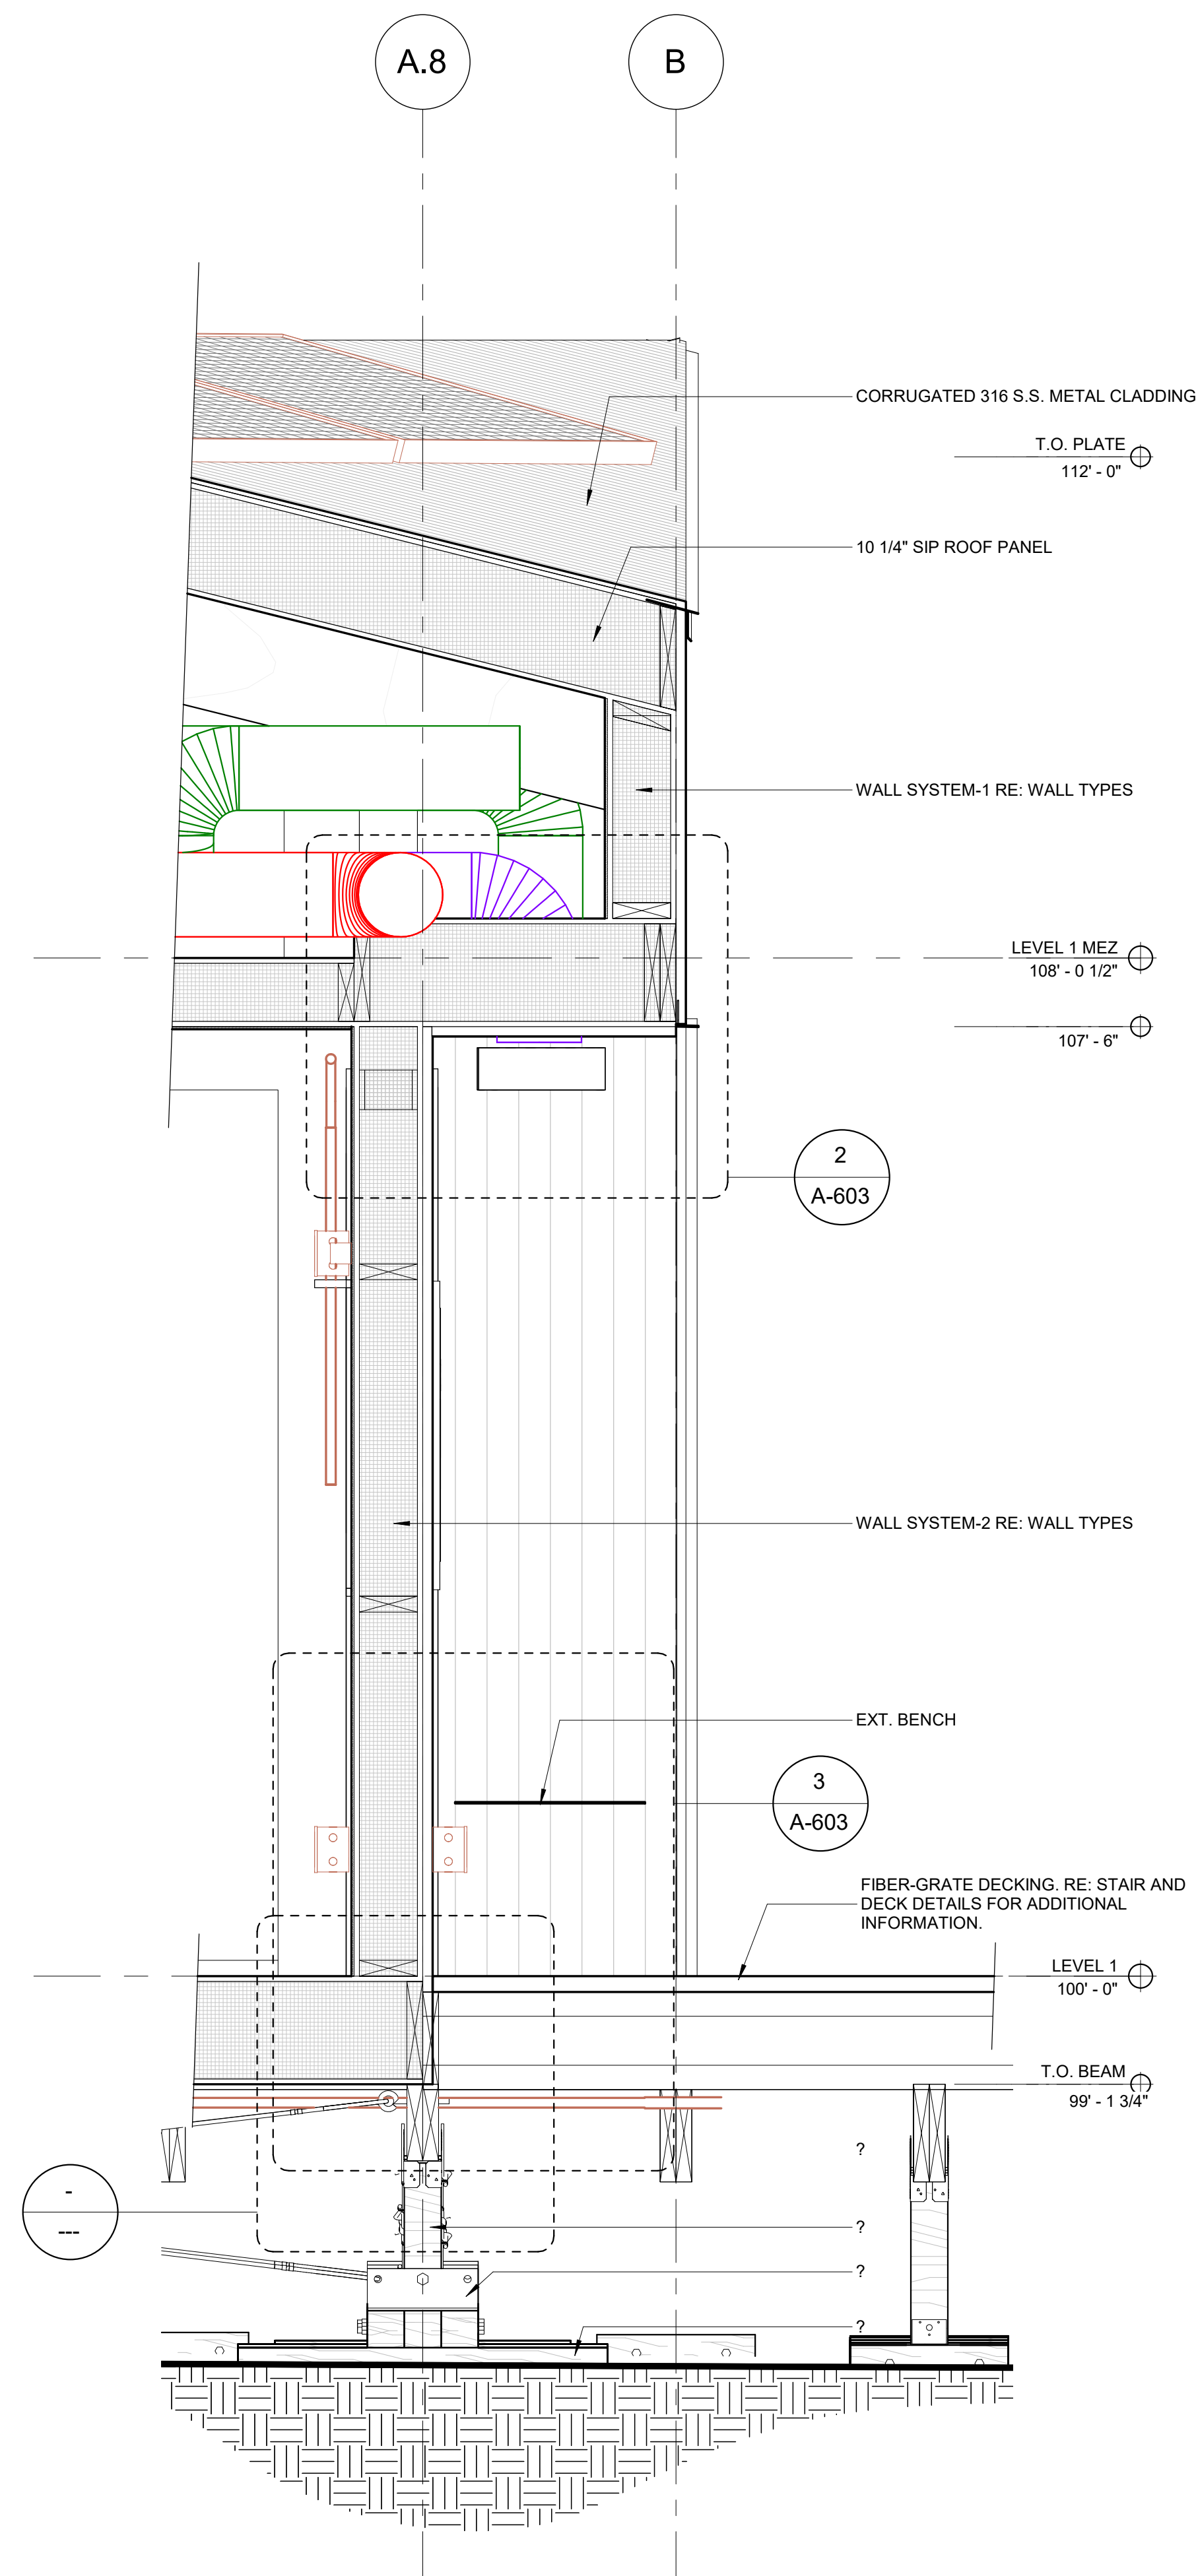 A.8
B
CORRUGATED 316 S.S. METAL CLADDING
T.O. PLATE
112' - 0"
10 1/4" SIP ROOF PANEL
WALL SYSTEM-1 RE: WALL TYPES
LEVEL 1 MEZ
108' - 0 1/2"
107' - 6"
2
A-603
WALL SYSTEM-2 RE: WALL TYPES
EXT. BENCH
3
A-603
FIBER-GRATE DECKING. RE: STAIR AND
DECK DETAILS FOR ADDITIONAL
INFORMATION.
LEVEL 1
100' - 0"
T.O. BEAM
99' - 1 3/4"
?
-
---
?
?
?